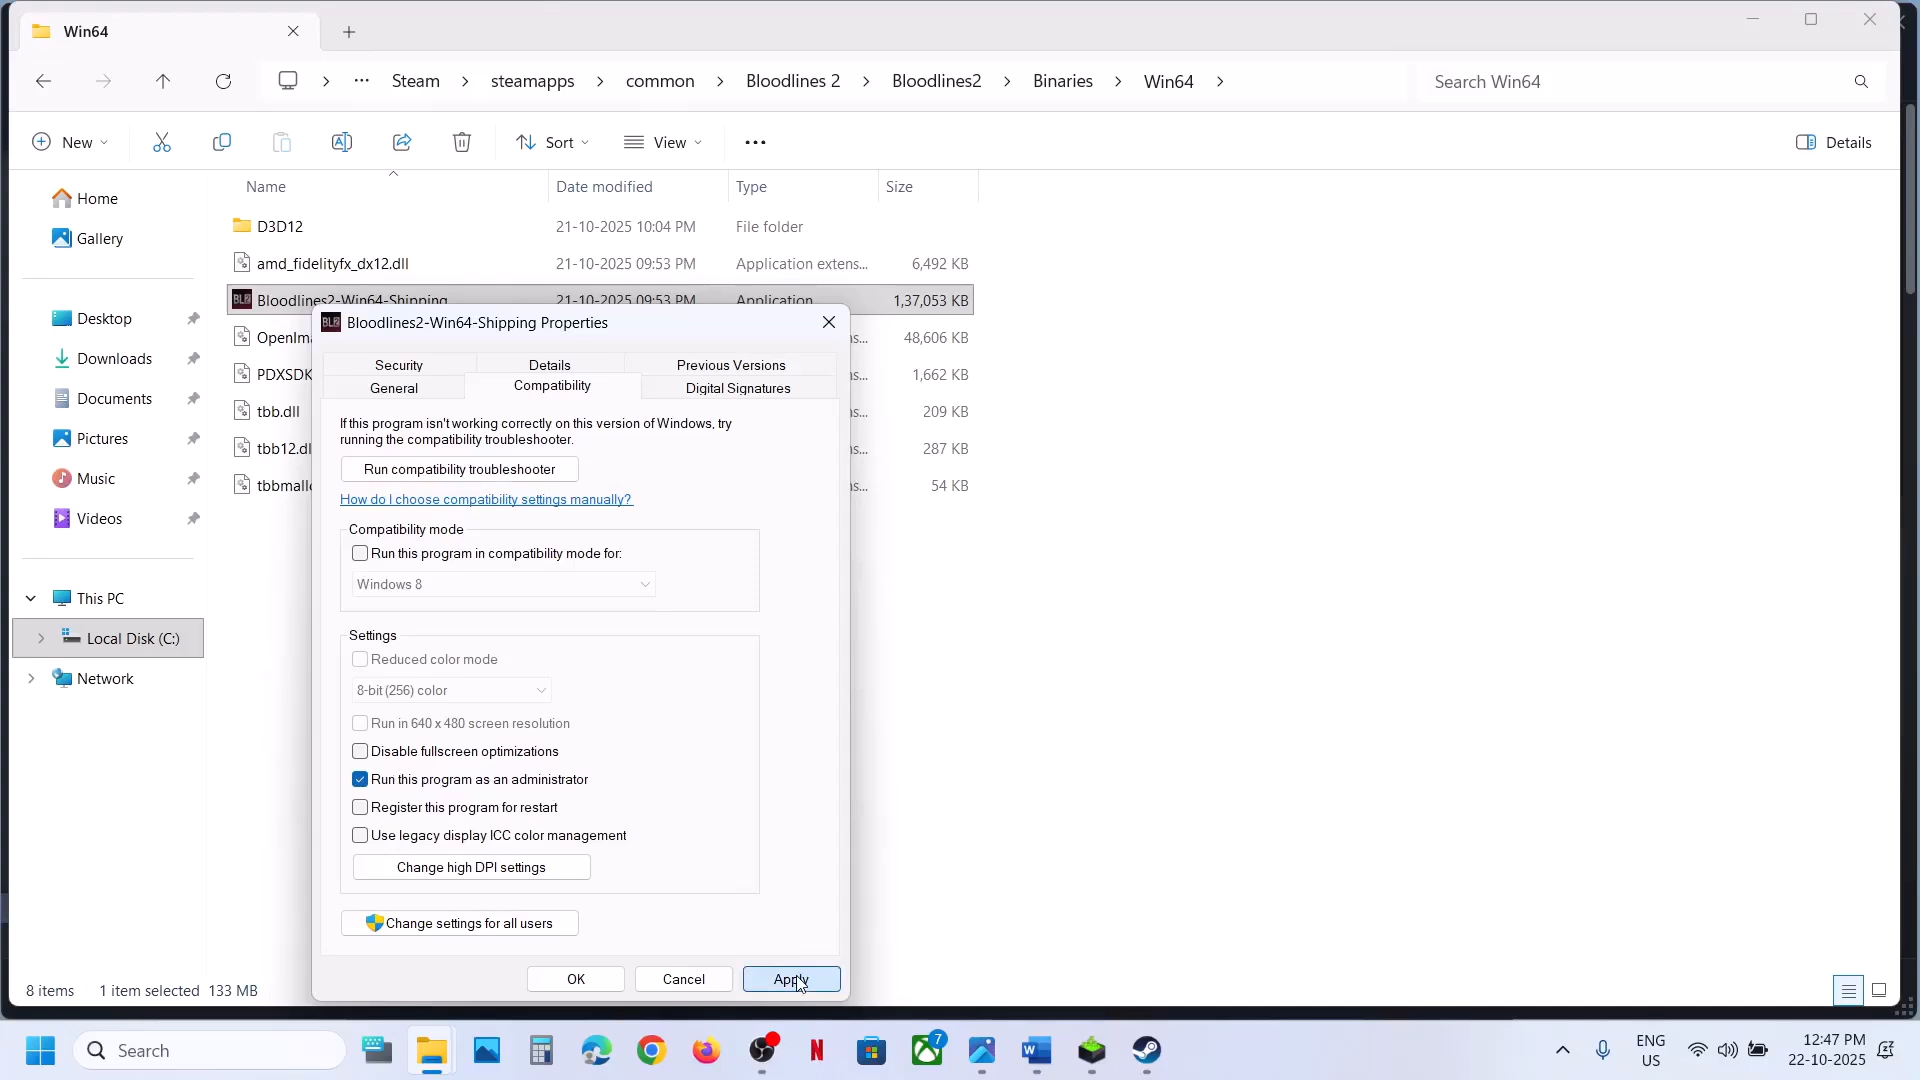 Win64
Steam > steamapps > common > Bloodlines 2 > Bloodlines2 > Binaries > Win64 >
Search Win64
New
Sort
View
Details
Name Date modified Type Size
Home
Gallery
Desktop
Downloads
Documents
Pictures
Music
Videos
This PC
Local Disk (C:)
Network
D3D12 21-10-2025 10:04 PM File folder
amd_fidelityfx_dx12.dll 21-10-2025 09:53 PM Application extens... 6,492 KB
Bloodlines2-Win64-Shipping 21-10-2025 09:53 PM Application 1,37,053 KB
48,606 KB
PDXSDK 1,662 KB
tbb.dll 209 KB
287 KB
54 KB
BL2 Bloodlines2-Win64-Shipping Properties
Security Details Previous Versions
General Compatibility Digital Signatures
If this program isn't working correctly on this version of Windows, try
running the compatibility troubleshooter.
Run compatibility troubleshooter
How do I choose compatibility settings manually?
Compatibility mode
Run this program in compatibility mode for:
Windows 8
Settings
Reduced color mode
8-bit (256) color
Run in 640 x 480 screen resolution
Disable fullscreen optimizations
Run this program as an administrator
Register this program for restart
Use legacy display ICC color management
Change high DPI settings
Change settings for all users
OK Cancel Apply
8 items 1 item selected 133 MB
Search
7
ENG
US
12:47 PM
22-10-2025